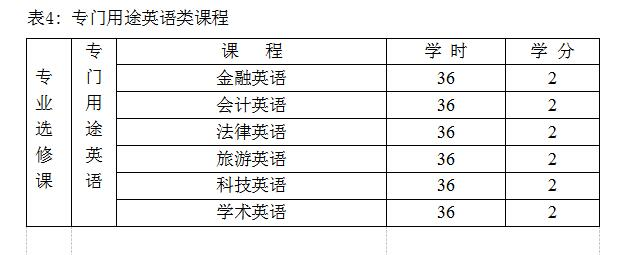 表4：专门用途英语类课程
专业选修课
专门用途英语
课 程 学 时 学 分
金融英语 36 2
会计英语 36 2
法律英语 36 2
旅游英语 36 2
科技英语 36 2
学术英语 36 2